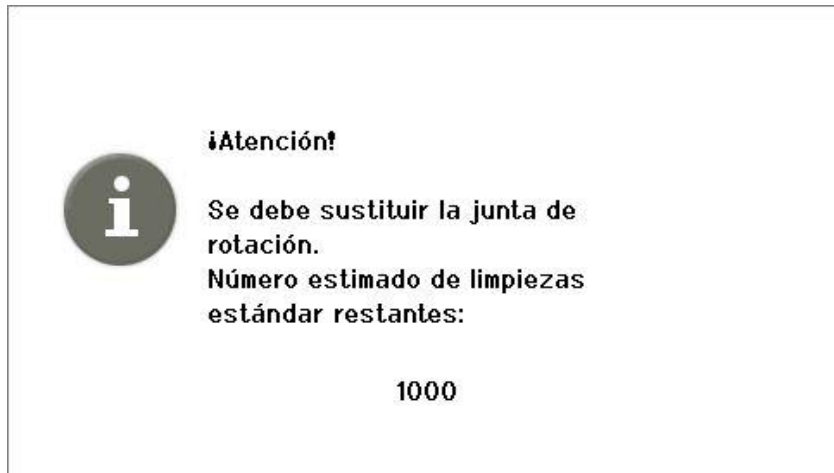 ¡Atención!
Se debe sustituir la junta de
rotación.
Número estimado de limpiezas
estándar restantes:
1000